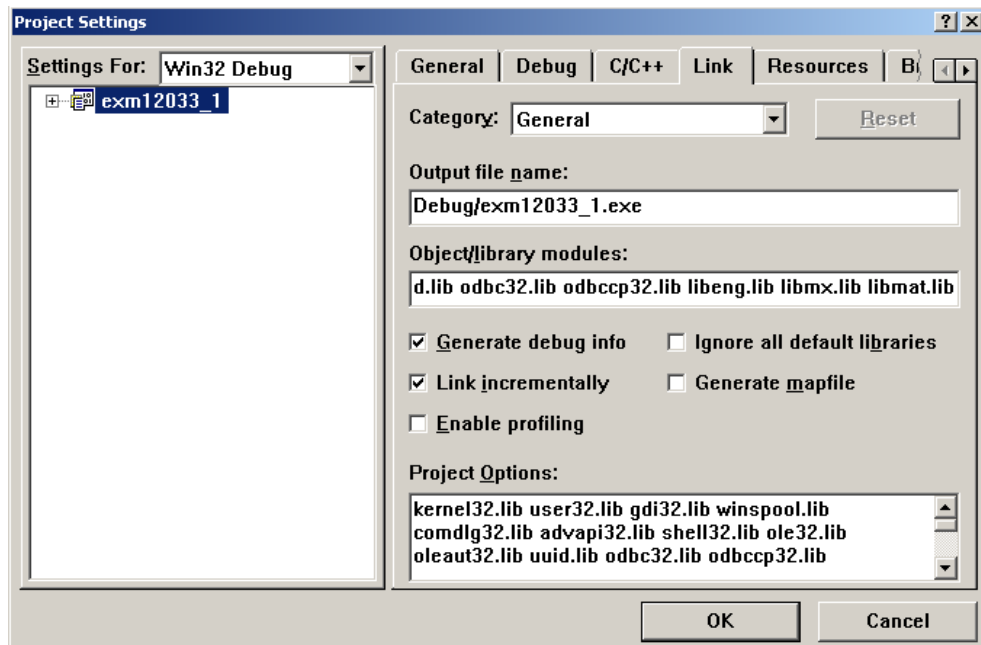 Project Settings
Settings For: Win32 Debug
exm12033_1
General Debug C/C++ Link Resources
Category: General Reset
Output file name:
Debug/exm12033_1.exe
Object/library modules:
d.lib odbc32.lib odbccp32.lib libeng.lib libmx.lib libmat.lib
Generate debug info Ignore all default libraries
Link incrementally Generate mapfile
Enable profiling
Project Options:
kernel32.lib user32.lib gdi32.lib winspool.lib
comdlg32.lib advapi32.lib shell32.lib ole32.lib
oleaut32.lib uuid.lib odbc32.lib odbccp32.lib
OK Cancel